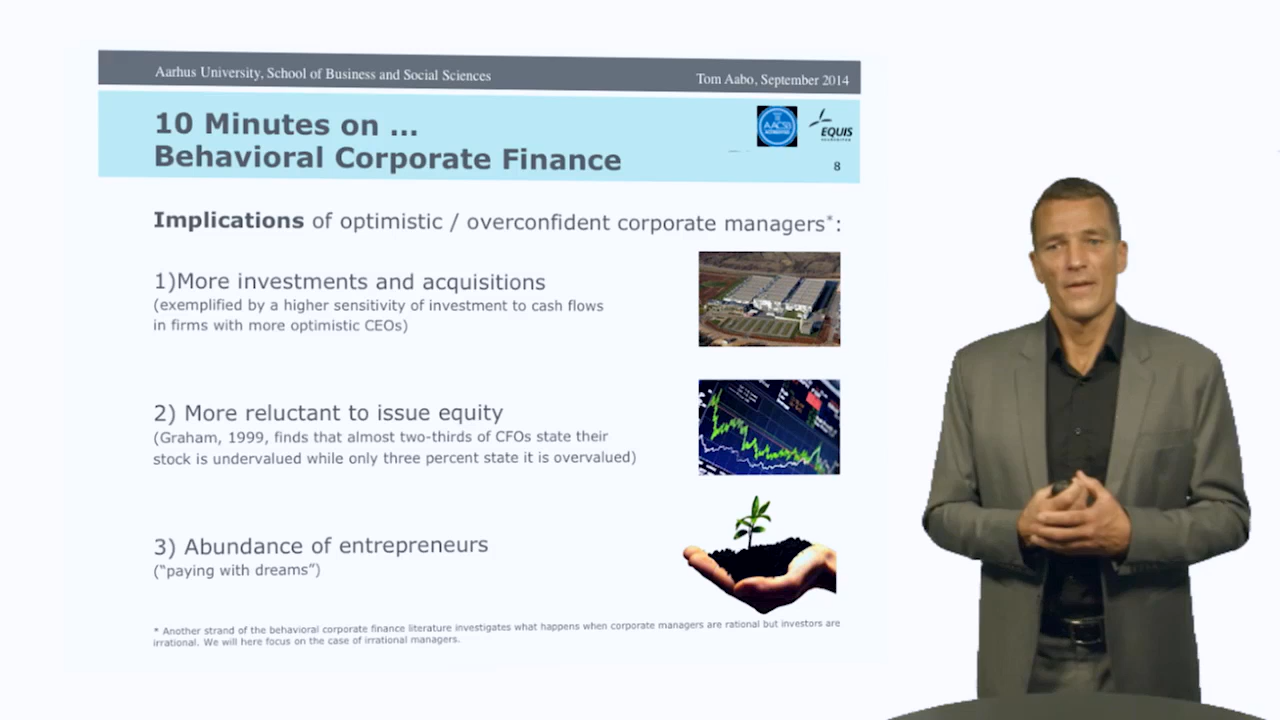 Aarhus University, School of Business and Social Sciences
Tom Aabo, September 2014
10 Minutes on ...
Behavioral Corporate Finance
AACSB
ACCREDITED
EQUIS
8
Implications of optimistic / overconfident corporate managers*:
1)More investments and acquisitions
(exemplified by a higher sensitivity of investment to cash flows
in firms with more optimistic CEOs)
2) More reluctant to issue equity
(Graham, 1999, finds that almost two-thirds of CFOs state their
stock is undervalued while only three percent state it is overvalued)
3) Abundance of entrepreneurs
(“paying with dreams”)
* Another strand of the behavioral corporate finance literature investigates what happens when corporate managers are rational but investors are
irrational. We will here focus on the case of irrational managers.